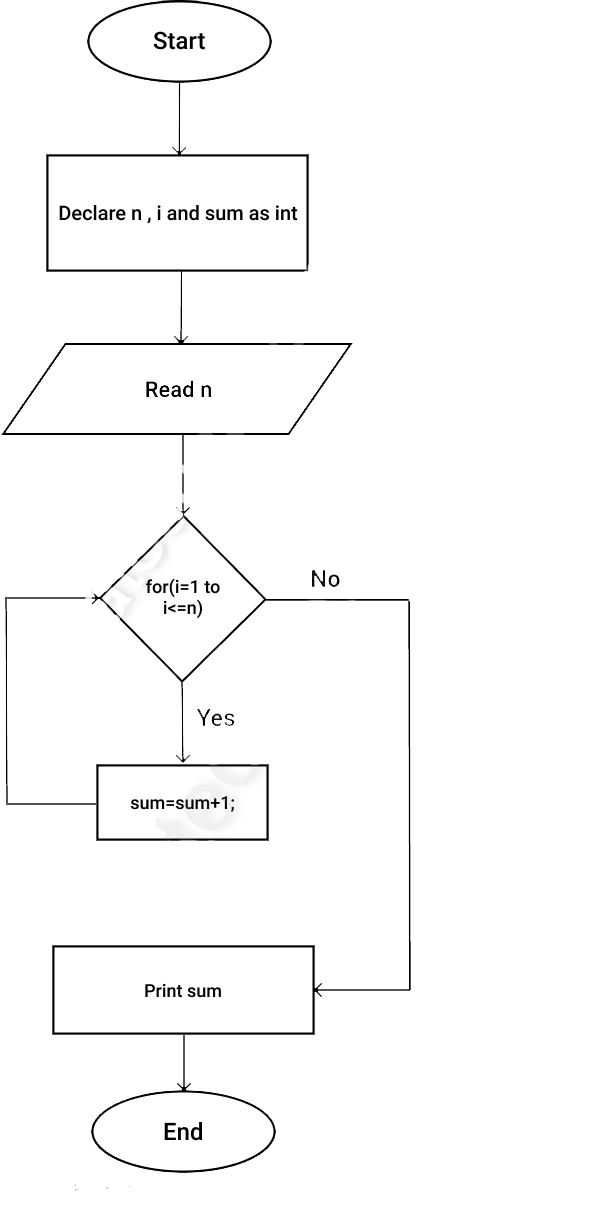 Start
Declare n , i and sum as int
Read n
for(i=1 to
i<=n)
No
Yes
sum=sum+1;
Print sum
End